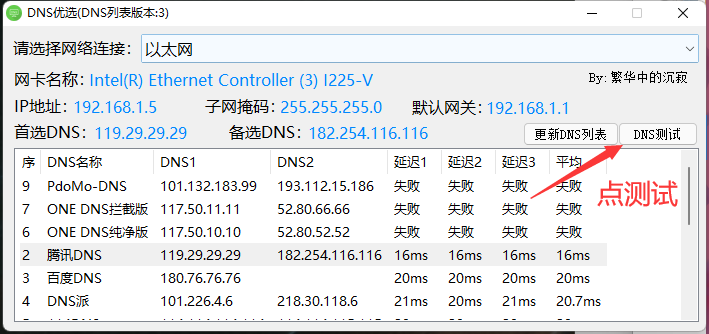 DNS优选(DNS列表版本:3)
请选择网络连接: 以太网
网卡名称: Intel(R) Ethernet Controller (3) I225-V By: 繁华中的沉寂
IP地址: 192.168.1.5 子网掩码: 255.255.255.0 默认网关: 192.168.1.1
首选DNS: 119.29.29.29 备选DNS: 182.254.116.116 更新DNS列表 DNS测试
序 DNS名称 DNS1 DNS2 延迟1 延迟2 延迟3 平均
9 PdoMo-DNS 101.132.183.99 193.112.15.186 失败 失败 失败 失败
点测试
7 ONE DNS拦截版 117.50.11.11 52.80.66.66 失败 失败 失败 失败
6 ONE DNS纯净版 117.50.10.10 52.80.52.52 失败 失败 失败 失败
2 腾讯DNS 119.29.29.29 182.254.116.116 16ms 16ms 16ms 16ms
3 百度DNS 180.76.76.76 20ms 20ms 20ms 20ms
4 DNS派 101.226.4.6 218.30.118.6 21ms 20ms 21ms 20.7ms